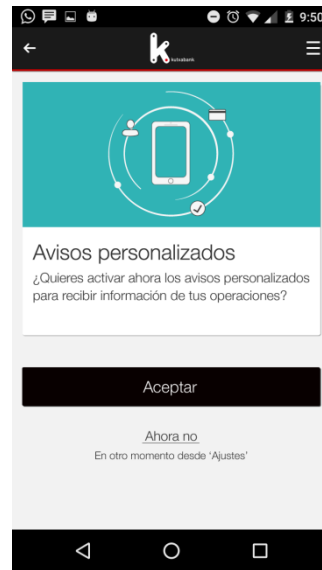 9:50
k
kutxabank
Avisos personalizados
¿Quieres activar ahora los avisos personalizados
para recibir información de tus operaciones?
Aceptar
Ahora no
En otro momento desde 'Ajustes'